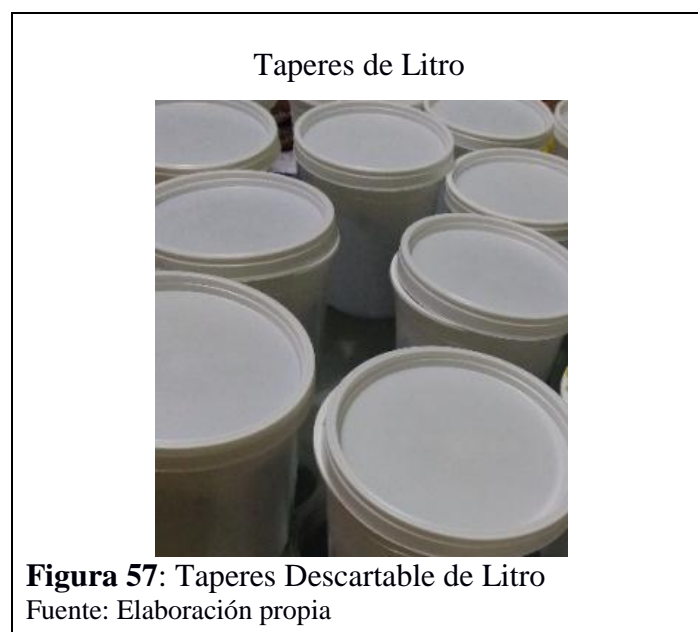 Taperes de Litro
Figura 57: Taperes Descartable de Litro
Fuente: Elaboración propia